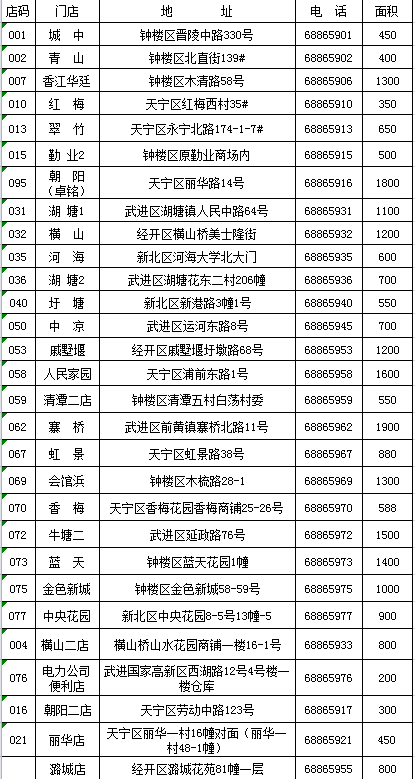 店码 门店 地 址 电 话 面积
001 城 中 钟楼区晋陵中路330号 68865901 450
002 青 山 钟楼区北直街139# 68865902 400
007 香江华廷 钟楼区木清路58号 68865906 1300
010 红 梅 天宁区红梅西村35# 68865910 350
013 翠 竹 天宁区永宁北路174-1-7# 68865913 650
015 勤 业2 钟楼区原勤业商场内 68865915 500
095 朝 阳（卓铭） 天宁区丽华路14号 68865916 1800
031 湖 塘1 武进区湖塘镇人民中路64号 68865931 1100
032 横 山 经开区横山桥美士隆街 68865932 1200
035 河 海 新北区河海大学北大门 68865935 600
036 湖 塘2 武进区湖塘花东二村206幢 68865936 700
040 圩 塘 新北区新港路3幢1号 68865940 550
050 中 凉 武进区运河东路8号 68865945 700
053 戚墅堰 经开区戚墅堰圩墩路68号 68865953 1200
058 人民家园 天宁区浦前东路1号 68865958 1600
059 清潭二店 钟楼区清潭五村白荡村委 68865959 550
062 寨 桥 武进区前黄镇寨桥北路11号 68865962 1900
067 虹 景 天宁区虹景路38号 68865967 880
069 会馆浜 钟楼区木梳路28-1 68865969 1300
070 香 梅 天宁区香梅花园香梅商铺25-26号 68865970 588
072 牛塘二 武进区延政路76号 68865972 1500
073 蓝 天 钟楼区蓝天花园1幢 68865973 1400
075 金色新城 钟楼区金色新城58-59号 68865975 1000
077 中央花园 新北区中央花园8-5号13幢-5 68865977 900
004 横山二店 横山桥山水花园商铺一楼16-1号 68865933 800
076 电力公司便利店 武进国家高新区西湖路12号4号楼一楼仓库 68865976 200
016 朝阳二店 天宁区劳动中路123号 68865917 300
021 丽华店 天宁区丽华一村16幢对面（丽华一村48-1幢） 68865921 450
潞城店 经开区潞城花苑81幢一层 68865955 800